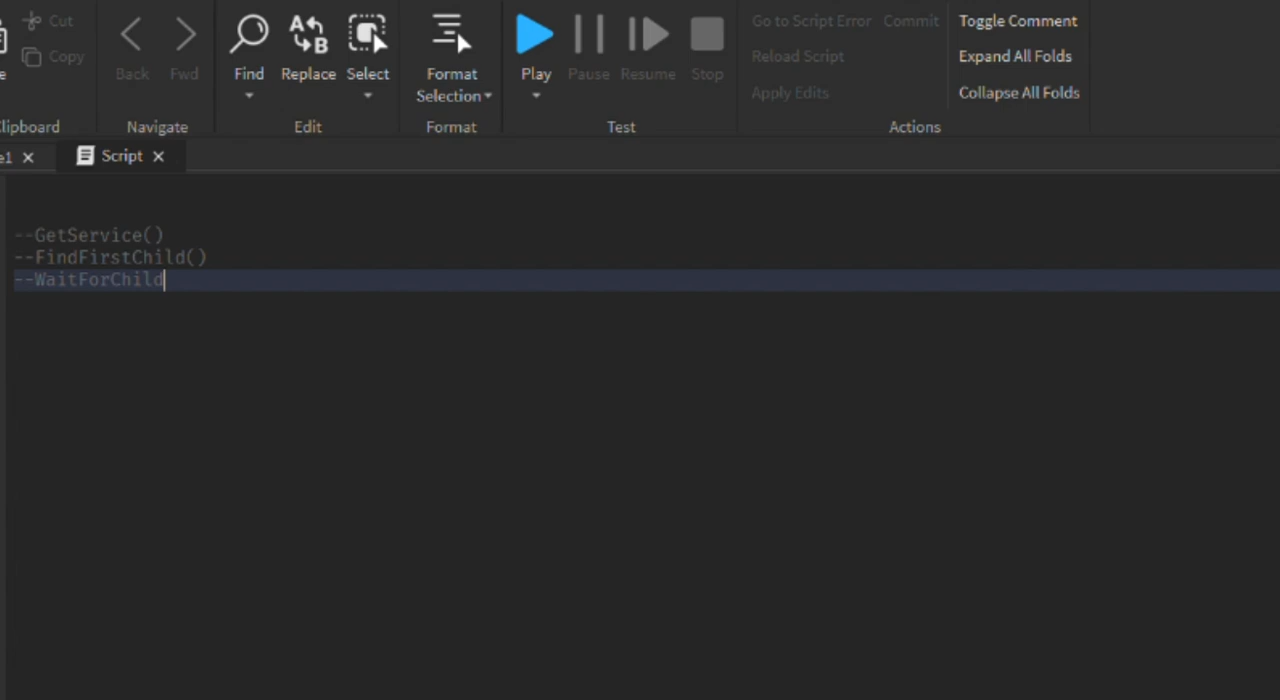 Cut
Copy
Clipboard
Back
Fwd
Navigate
Find
Replace
Select
Edit
Format
Selection
Format
Play
Pause
Resume
Stop
Test
Go to Script Error
Commit
Reload Script
Apply Edits
Toggle Comment
Expand All Folds
Collapse All Folds
Actions
e1
Script
--GetService()
--FindFirstChild()
--WaitForChild